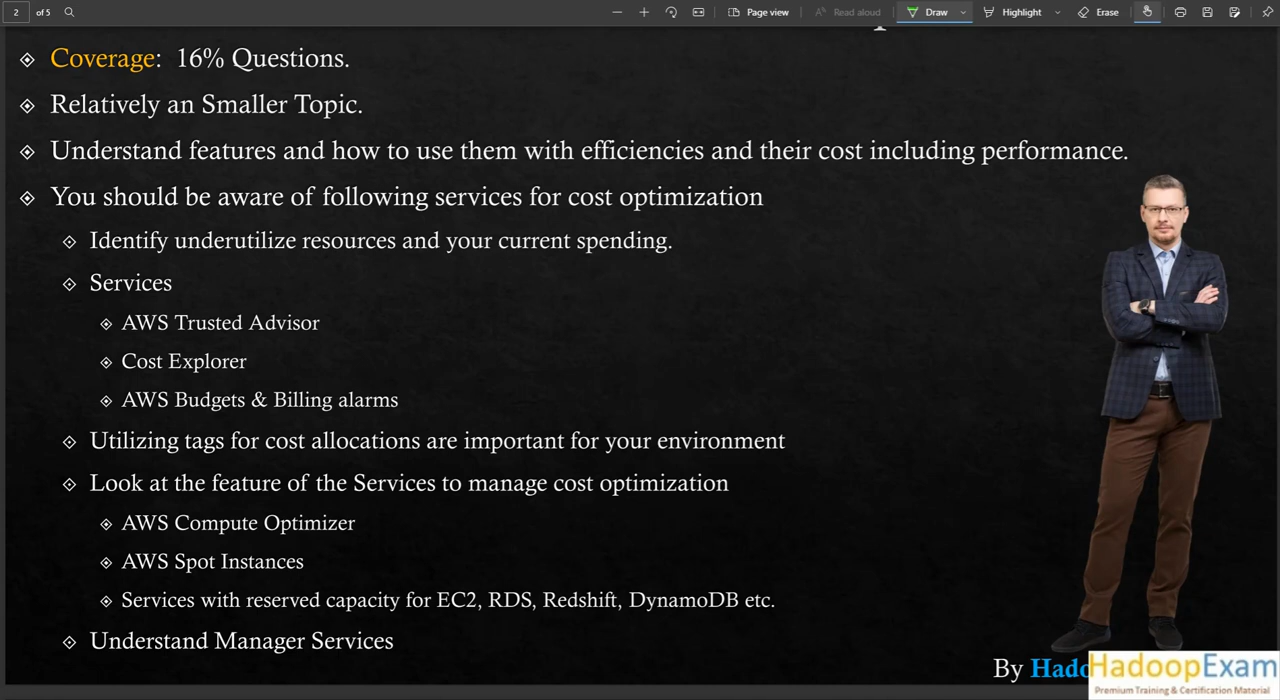 2 of 5 Page view Read aloud Draw Highlight Erase
Coverage: 16% Questions.
Relatively an Smaller Topic.
Understand features and how to use them with efficiencies and their cost including performance.
You should be aware of following services for cost optimization
Identify underutilize resources and your current spending.
Services
AWS Trusted Advisor
Cost Explorer
AWS Budgets & Billing alarms
Utilizing tags for cost allocations are important for your environment
Look at the feature of the Services to manage cost optimization
AWS Compute Optimizer
AWS Spot Instances
Services with reserved capacity for EC2, RDS, Redshift, DynamoDB etc.
Understand Manager Services
By
HadoopExam
Premium Training & Certification Material